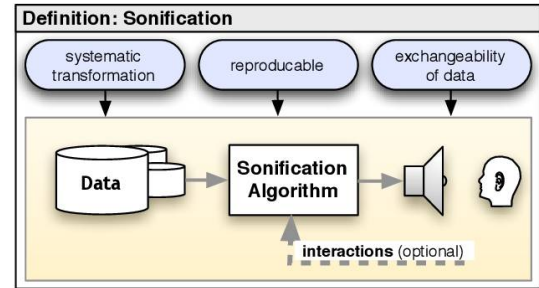 Definition: Sonification
systematic
transformation
reproducable
exchangeability
of data
Data
Sonification
Algorithm
interactions (optional)